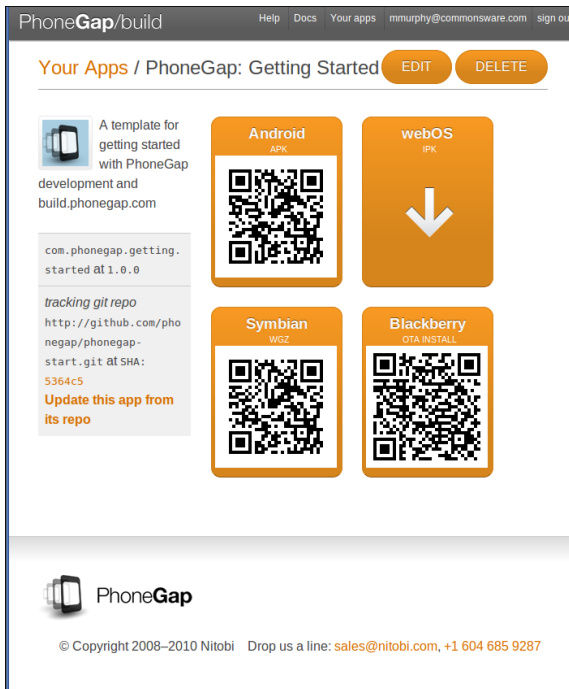 PhoneGap/build
Help Docs Your apps mmurphy@commonsware.com sign ou
Your Apps / PhoneGap: Getting Started
EDIT
DELETE
A template for
getting started
with PhoneGap
development and
build.phonegap.com
com.phonegap.getting.
started at 1.0.0
tracking git repo
http://github.com/pho
negap/phonegap-
start.git at SHA:
5364c5
Update this app from
its repo
Android
APK
webOS
IPK
Symbian
WGZ
Blackberry
OTA INSTALL
PhoneGap
© Copyright 2008–2010 Nitobi Drop us a line: sales@nitobi.com, +1 604 685 9287